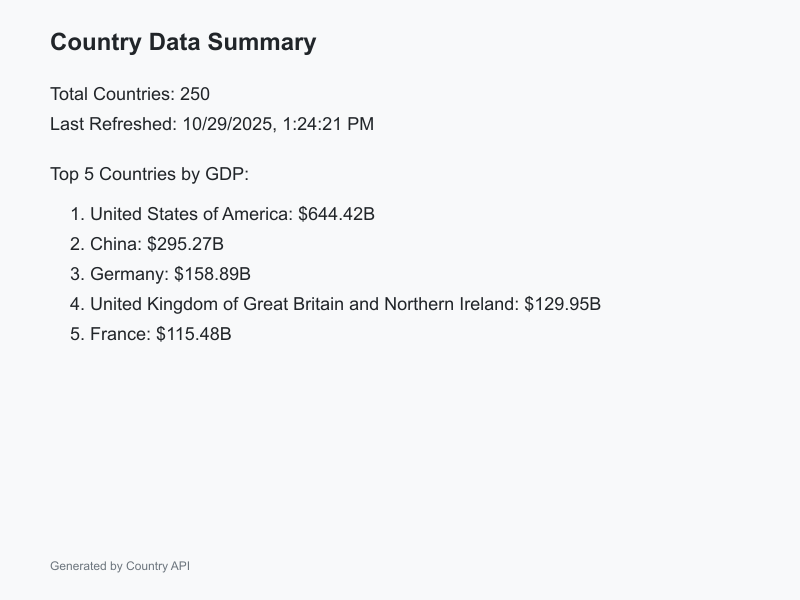 Country Data Summary
Total Countries: 250
Last Refreshed: 10/29/2025, 1:24:21 PM
Top 5 Countries by GDP:
1. United States of America: $644.42B
2. China: $295.27B
3. Germany: $158.89B
4. United Kingdom of Great Britain and Northern Ireland: $129.95B
5. France: $115.48B
Generated by Country API